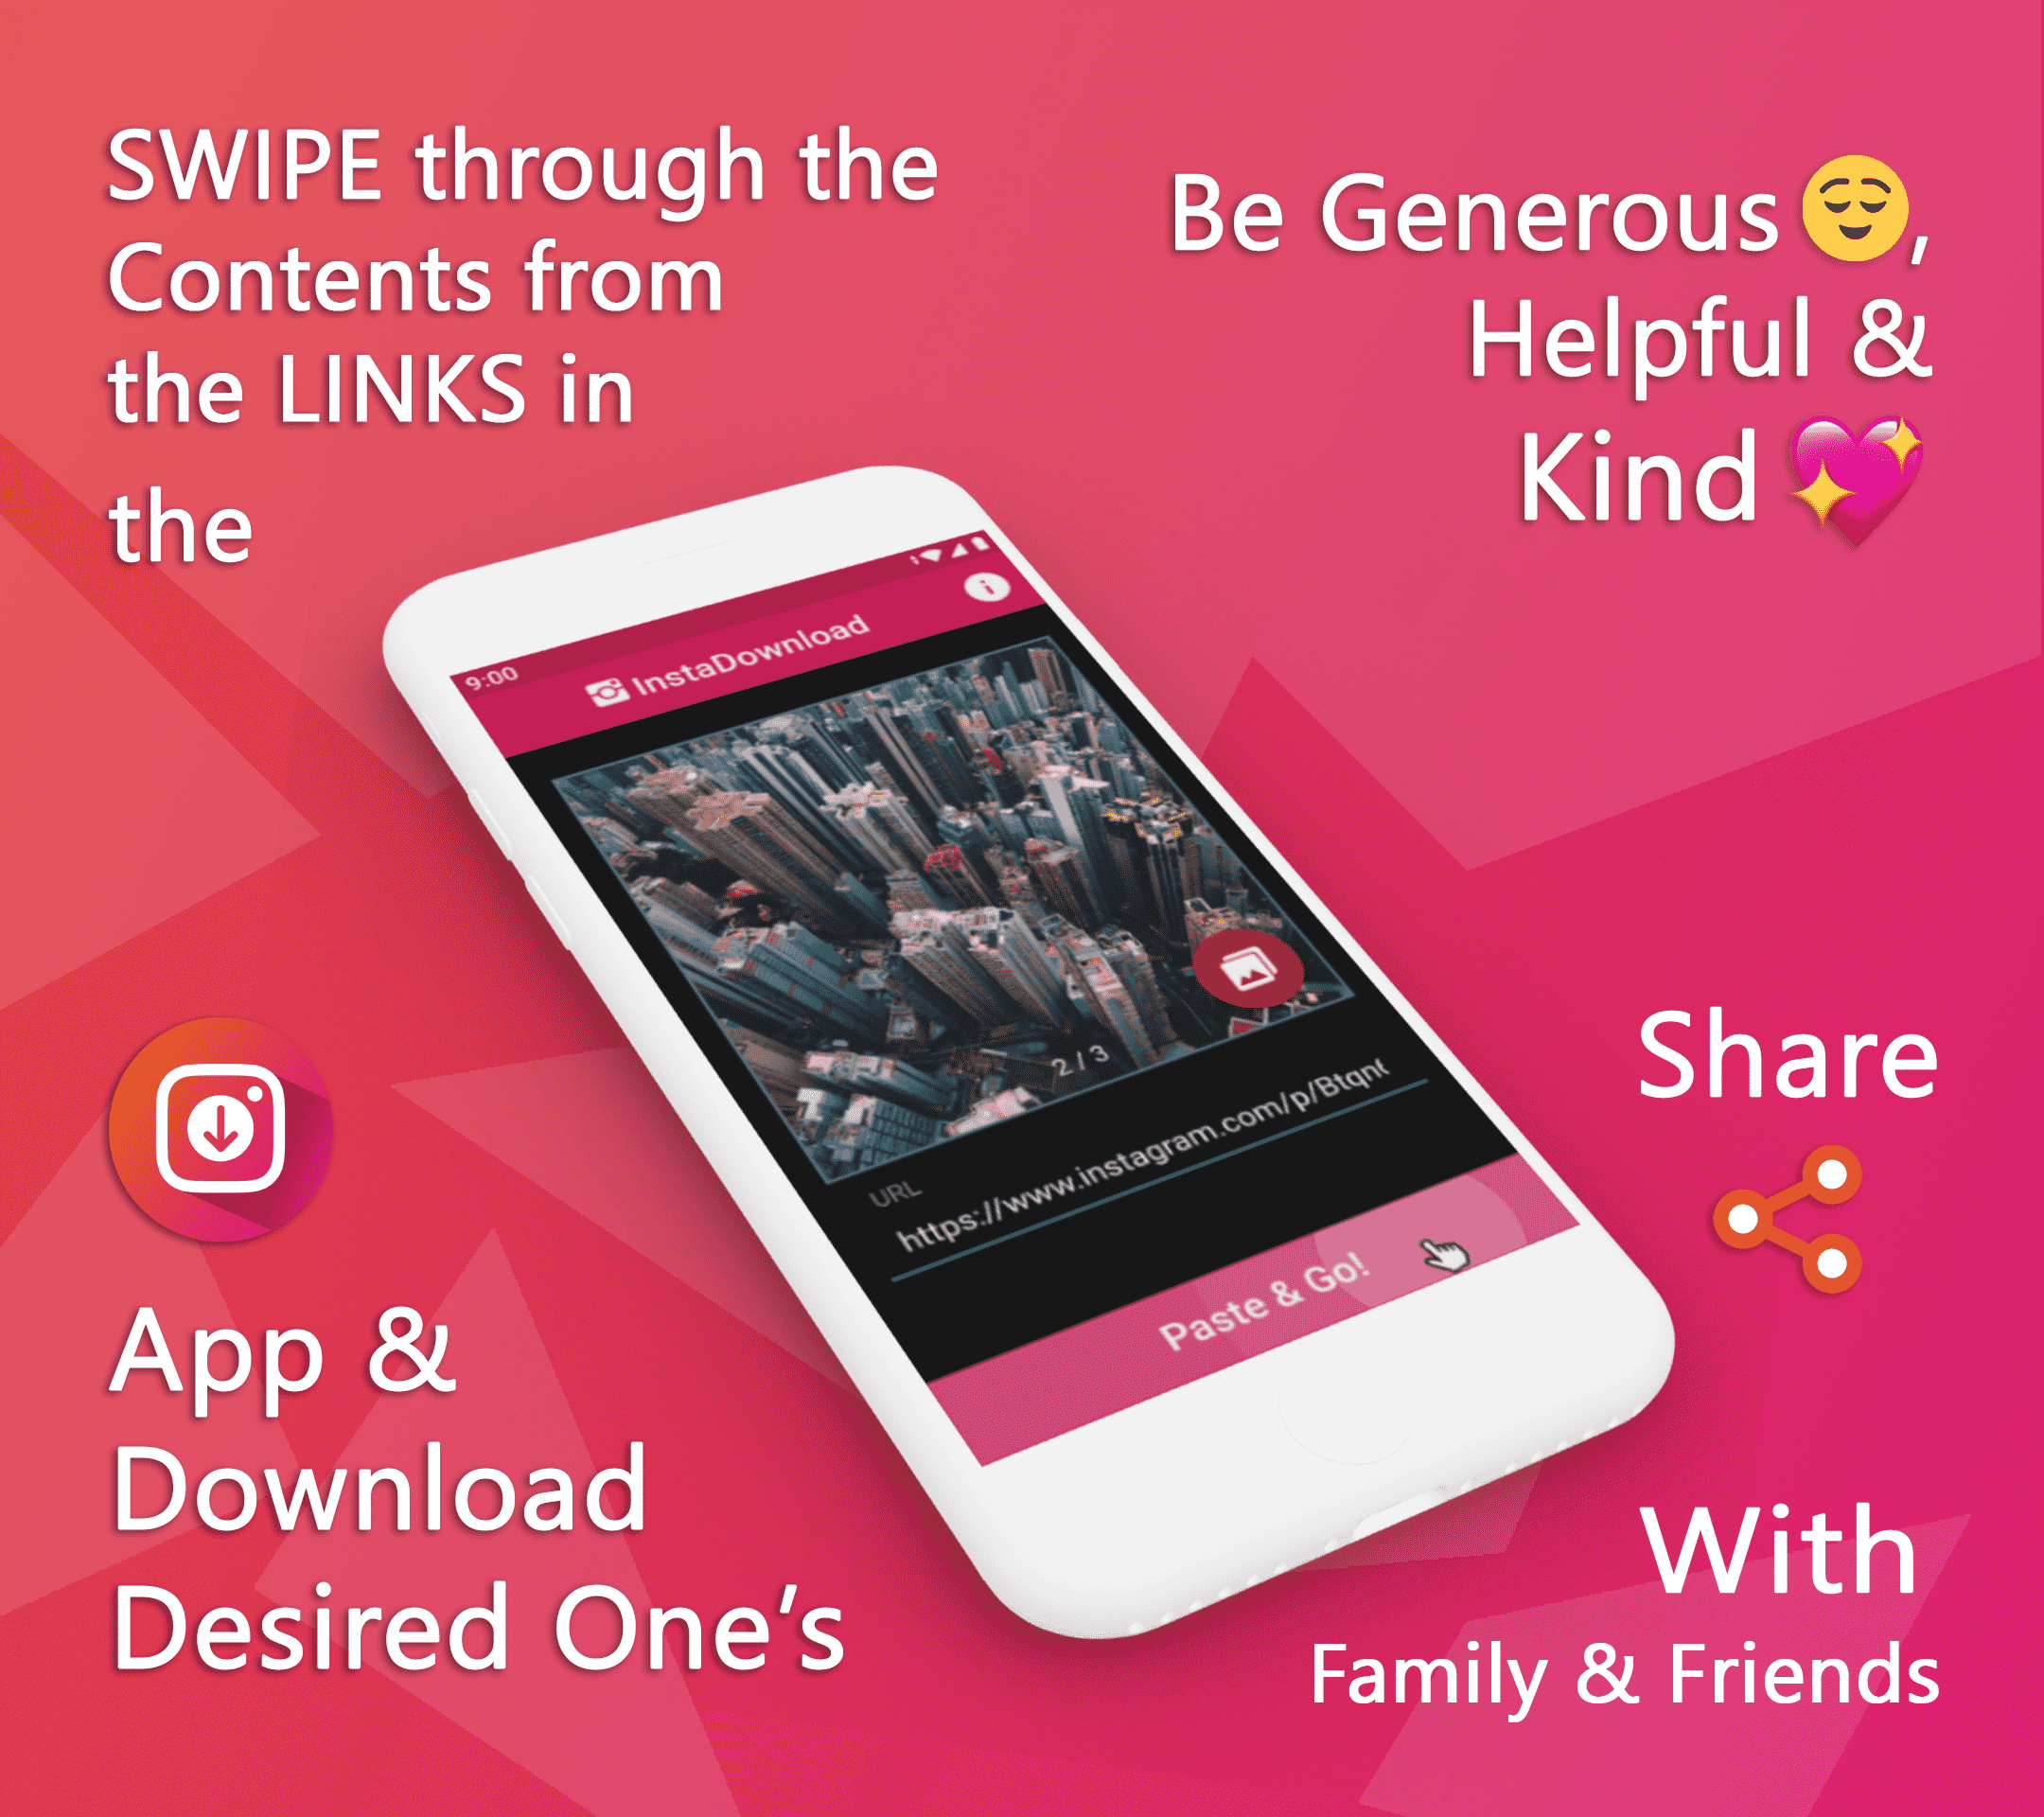 SWIPE through the
Contents from
the LINKS in
the
App &
Download
Desired One’s
Be Generous 😌,
Helpful &
Kind 💖
Share
With
Family & Friends
9:00
InstaDownload
2 / 3
URL
https://www.instagram.com/p/Btqn
Paste & Go!